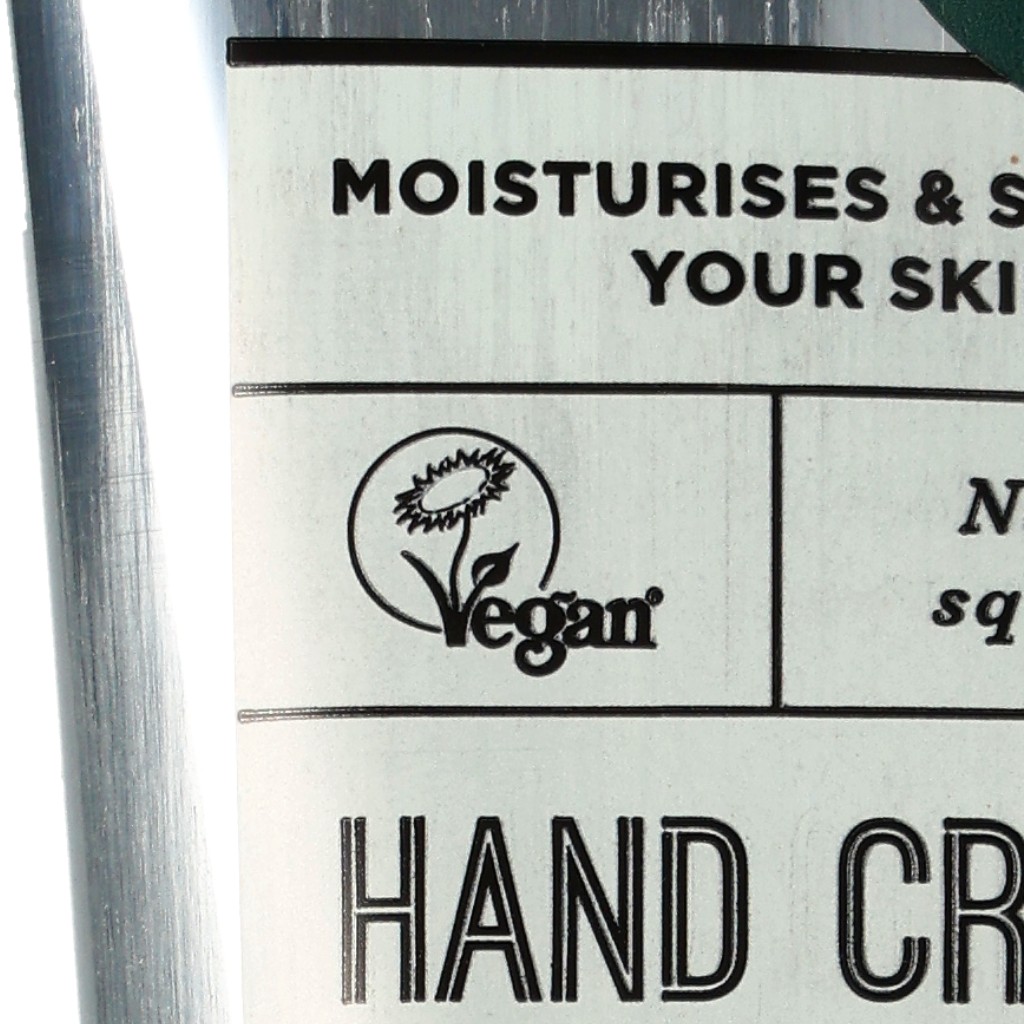 MOISTURISES & S
YOUR SKI
Vegan
N
sq
HAND CR